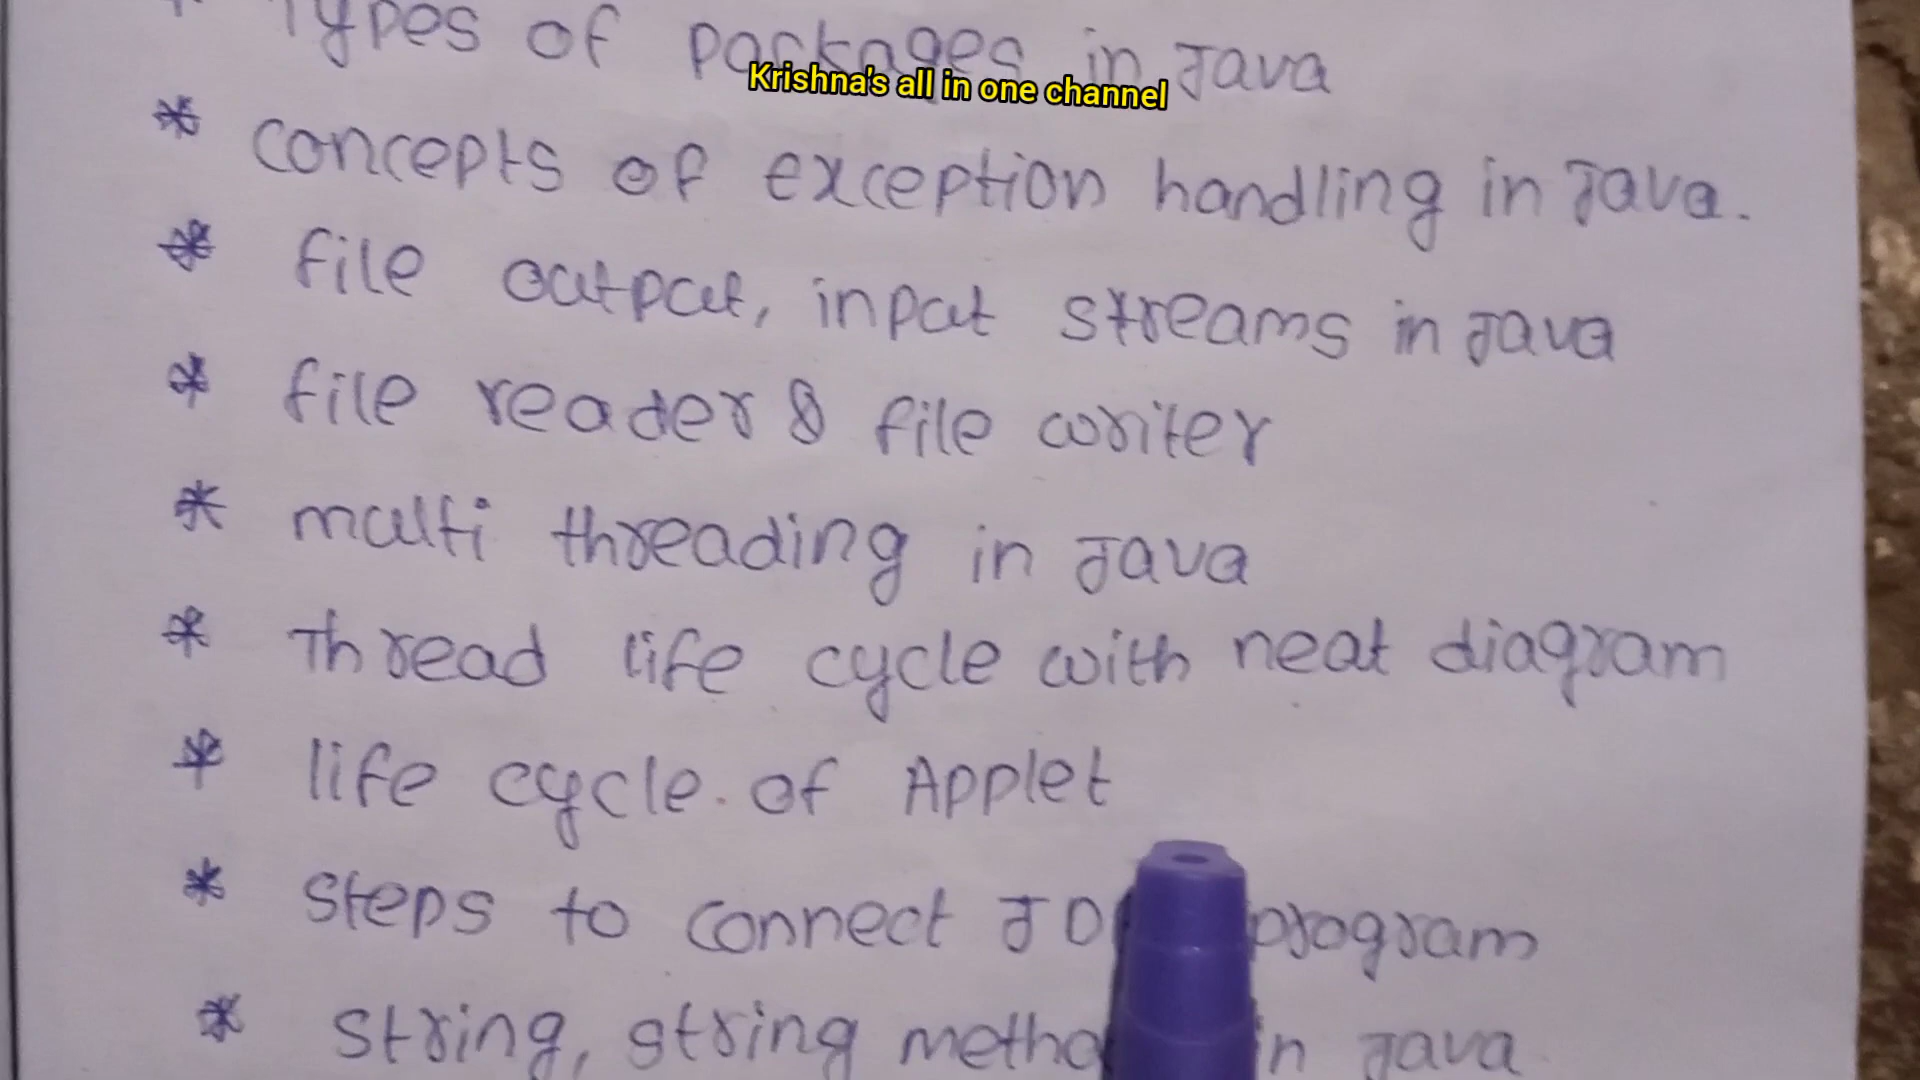 * Types of packages in Java
Krishna's all in one channel
* concepts of exception handling in Java.
* file output, input streams in Java
* file reader & file writer
* multi threading in Java
* Thread life cycle with neat diagram
* life cycle of Applet
* steps to connect program
* string, string in Java